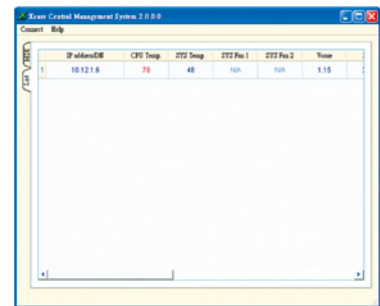 Central Management System 2.0.0.0
Connect Help
IP address/DN CPU Temp. SYS Temp. SYS Fan 1 SYS Fan 2 Vcore
1 10.12.1.6 78 48 N/A N/A 1.15
List